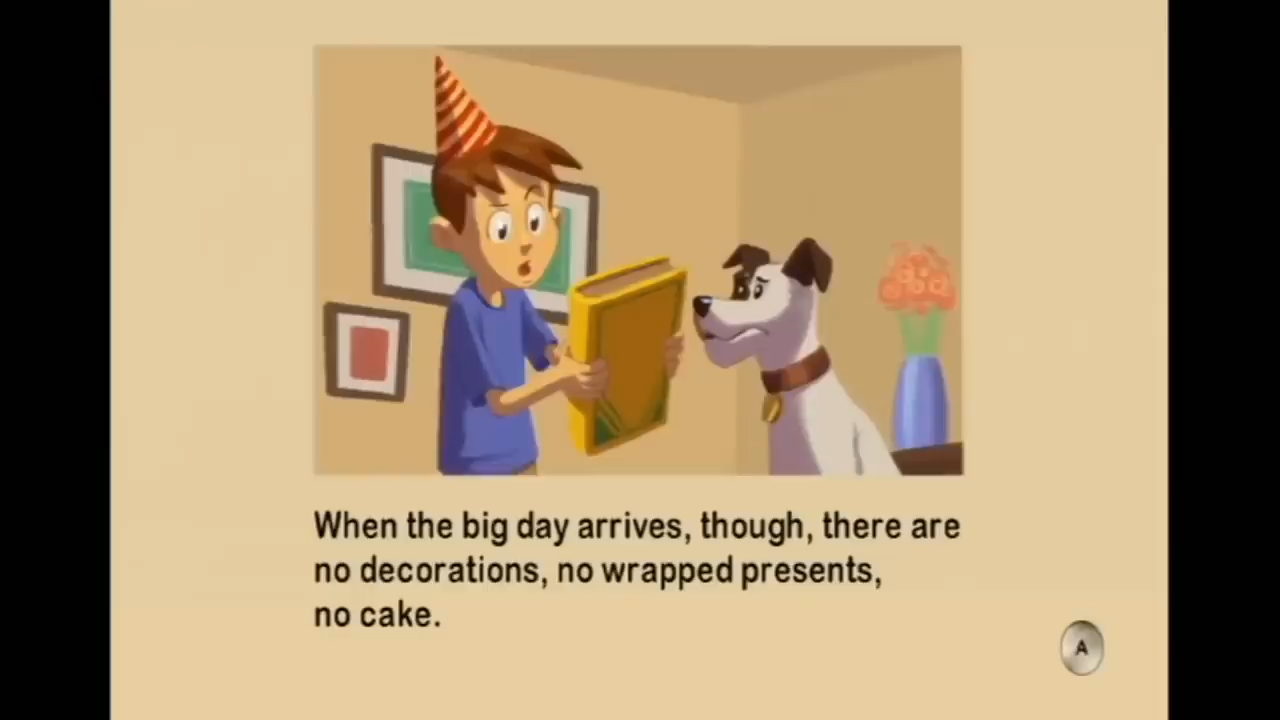 When the big day arrives, though, there are
no decorations, no wrapped presents,
no cake.
A